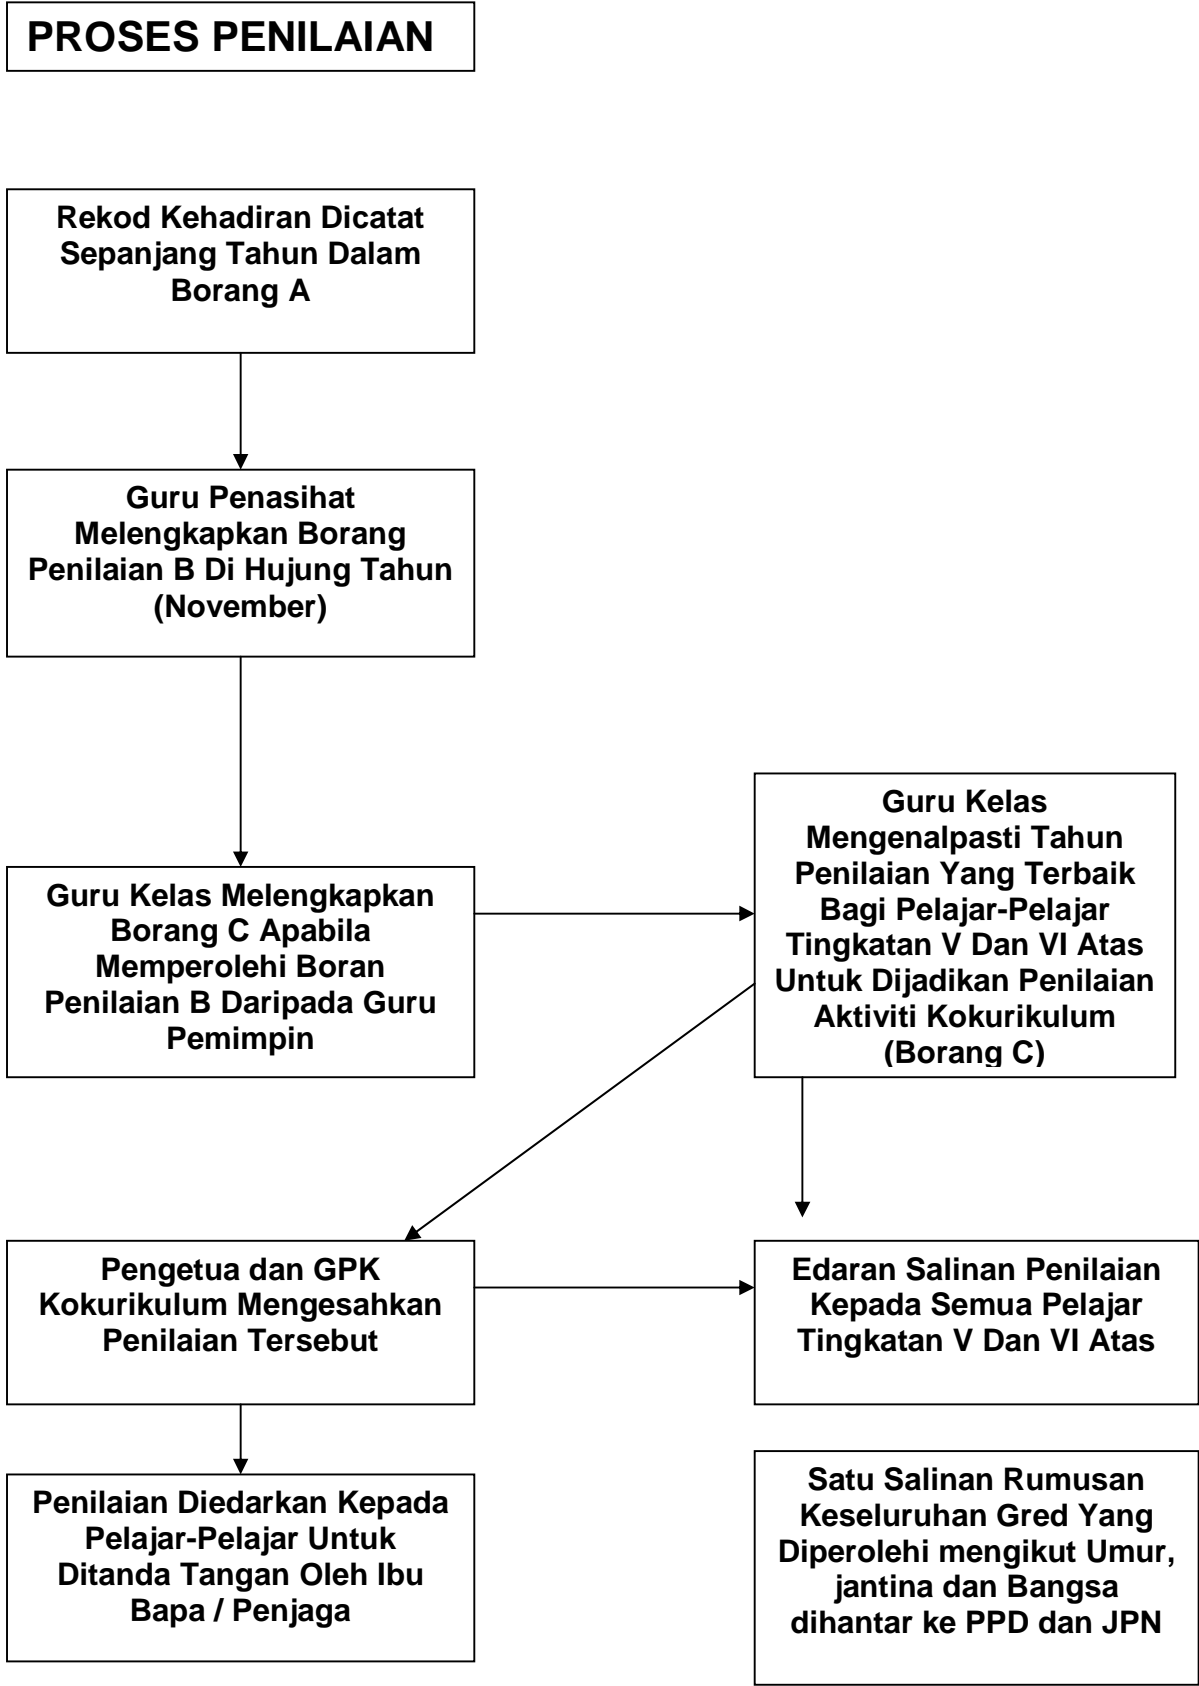 PROSES PENILAIAN
Rekod Kehadiran Dicatat
Sepanjang Tahun Dalam
Borang A
Guru Penasihat
Melengkapkan Borang
Penilaian B Di Hujung Tahun
(November)
Guru Kelas Melengkapkan
Borang C Apabila
Memperolehi Boran
Penilaian B Daripada Guru
Pemimpin
Guru Kelas
Mengenalpasti Tahun
Penilaian Yang Terbaik
Bagi Pelajar-Pelajar
Tingkatan V Dan VI Atas
Untuk Dijadikan Penilaian
Aktiviti Kokurikulum
(Borang C)
Pengetua dan GPK
Kokurikulum Mengesahkan
Penilaian Tersebut
Edaran Salinan Penilaian
Kepada Semua Pelajar
Tingkatan V Dan VI Atas
Penilaian Diedarkan Kepada
Pelajar-Pelajar Untuk
Ditanda Tangan Oleh Ibu
Bapa / Penjaga
Satu Salinan Rumusan
Keseluruhan Gred Yang
Diperolehi mengikut Umur,
jantina dan Bangsa
dihantar ke PPD dan JPN